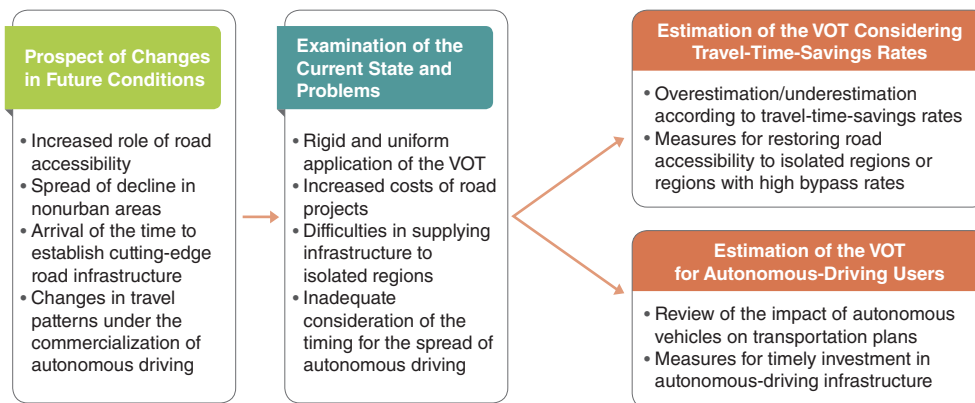 Prospect of Changes
in Future Conditions
• Increased role of road
accessibility
• Spread of decline in
nonurban areas
• Arrival of the time to
establish cutting-edge
road infrastructure
• Changes in travel
patterns under the
commercialization of
autonomous driving
Examination of the
Current State and
Problems
• Rigid and uniform
application of the VOT
• Increased costs of road
projects
• Difficulties in supplying
infrastructure to
isolated regions
• Inadequate
consideration of the
timing for the spread of
autonomous driving
Estimation of the VOT Considering
Travel-Time-Savings Rates
• Overestimation/underestimation
according to travel-time-savings rates
• Measures for restoring road
accessibility to isolated regions or
regions with high bypass rates
Estimation of the VOT
for Autonomous-Driving Users
• Review of the impact of autonomous
vehicles on transportation plans
• Measures for timely investment in
autonomous-driving infrastructure